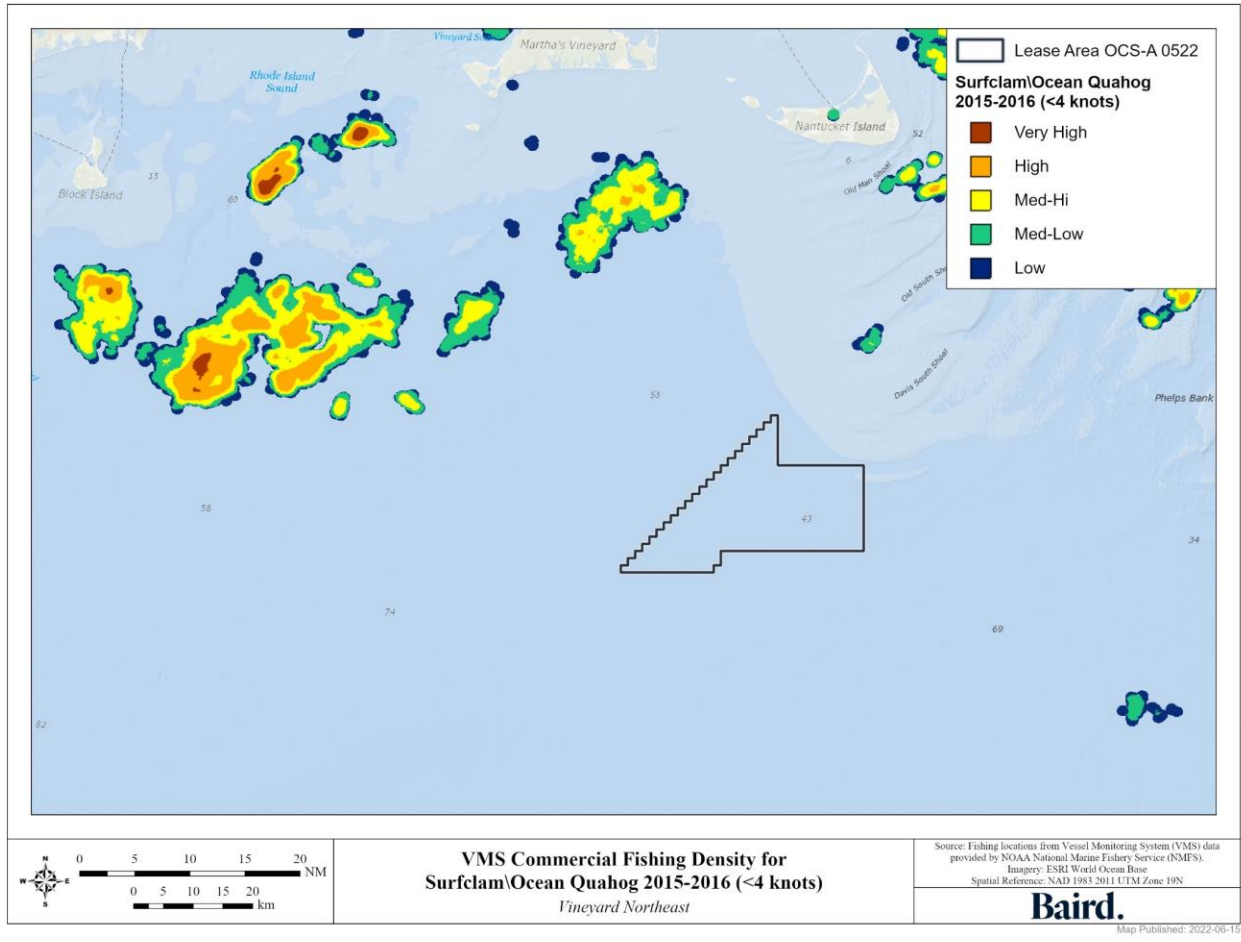 Vineyard So
Martha's Vineyard
Rhode Island
Sound
Nantucket Island
Block Island
13
60
52
6
Old Man Shoal
Old South Sho
Davis South Shoal
Phelps Bank
53
58
43
34
74
69
82
Lease Area OCS-A 0522
Surfclam\Ocean Quahog
2015-2016 (<4 knots)
Very High
High
Med-Hi
Med-Low
Low
N
W
E
S
0 5 10 15 20
NM
0 5 10 15 20
km
VMS Commercial Fishing Density for
Surfclam\Ocean Quahog 2015-2016 (<4 knots)
Vineyard Northeast
Source: Fishing locations from Vessel Monitoring System (VMS) data
provided by NOAA National Marine Fishery Service (NMFS).
Imagery: ESRI World Ocean Base
Spatial Reference: NAD 1983 2011 UTM Zone 19N
Baird.
Map Published: 2022-06-15